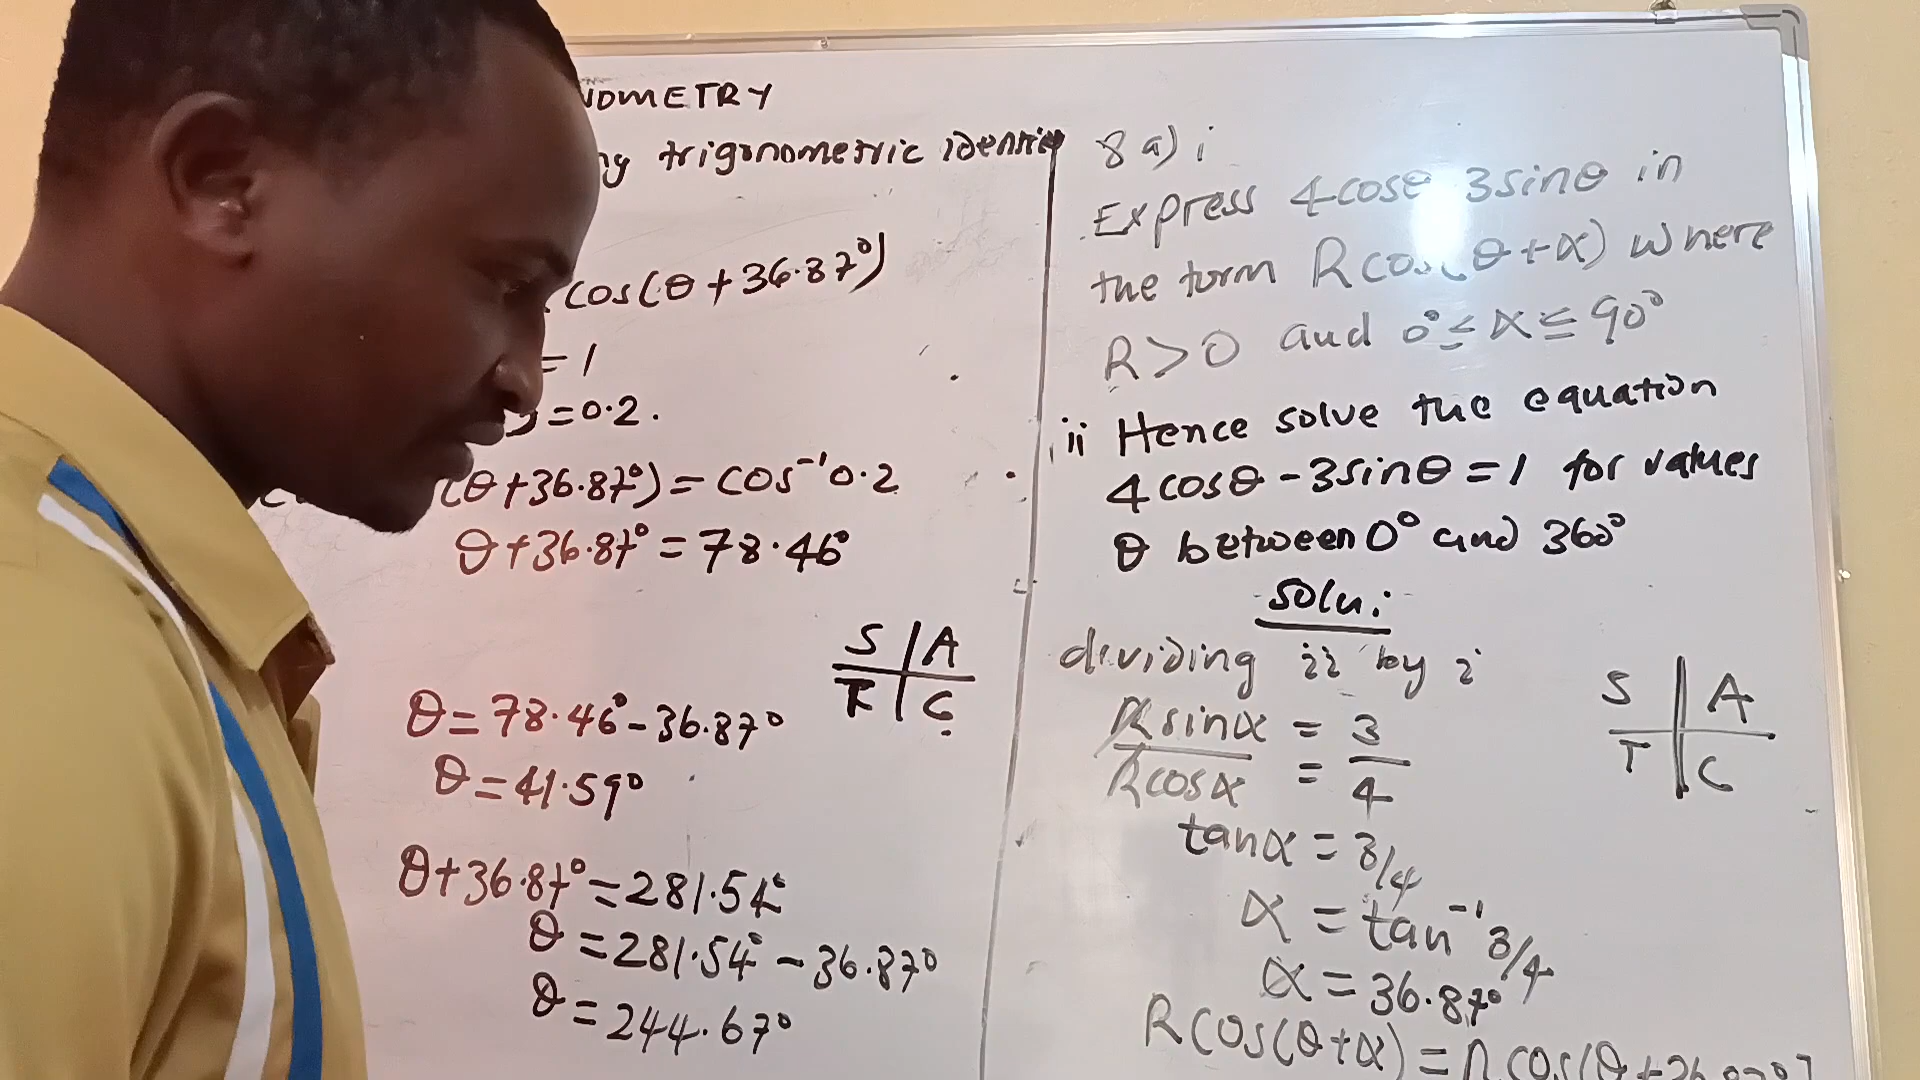 trigonometric
cos(θ+36.87°)
= 1
= 0.2.
(θ+36.87°) = cos⁻¹0.2
θ+36.87° = 78.46°
S A
T C
θ = 78.46° - 36.87°
θ = 41.59°
θ+36.87° = 281.54°
θ = 281.54° - 36.87°
θ = 244.67°
8 a) i
Express 4cosθ 3sinθ in
the form Rcos(θ+α) where
R>0 and 0° ≤ α ≤ 90°
ii Hence solve the equation
4cosθ - 3sinθ = 1 for values
θ between 0° and 360°
Solu:
dividing ii by i
Rsinα = 3
Rcosα = 4
S A
T C
tanα = 3/4
α = tan⁻¹ 3/4
α = 36.87°
Rcos(θ+α) =